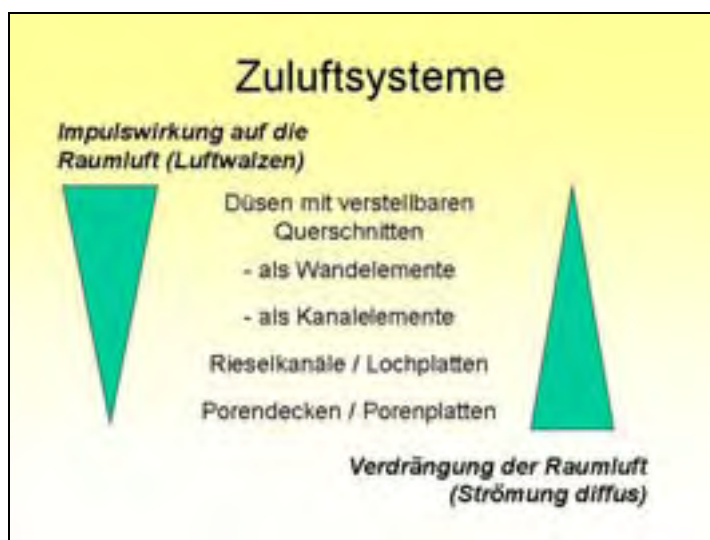 Zuluftsysteme
Impulswirkung auf die
Raumluft (Luftwalzen)
Düsen mit verstellbaren
Querschnitten
- als Wandelemente
- als Kanalelemente
Rieselkanäle / Lochplatten
Porendecken / Porenplatten
Verdrängung der Raumluft
(Strömung diffus)